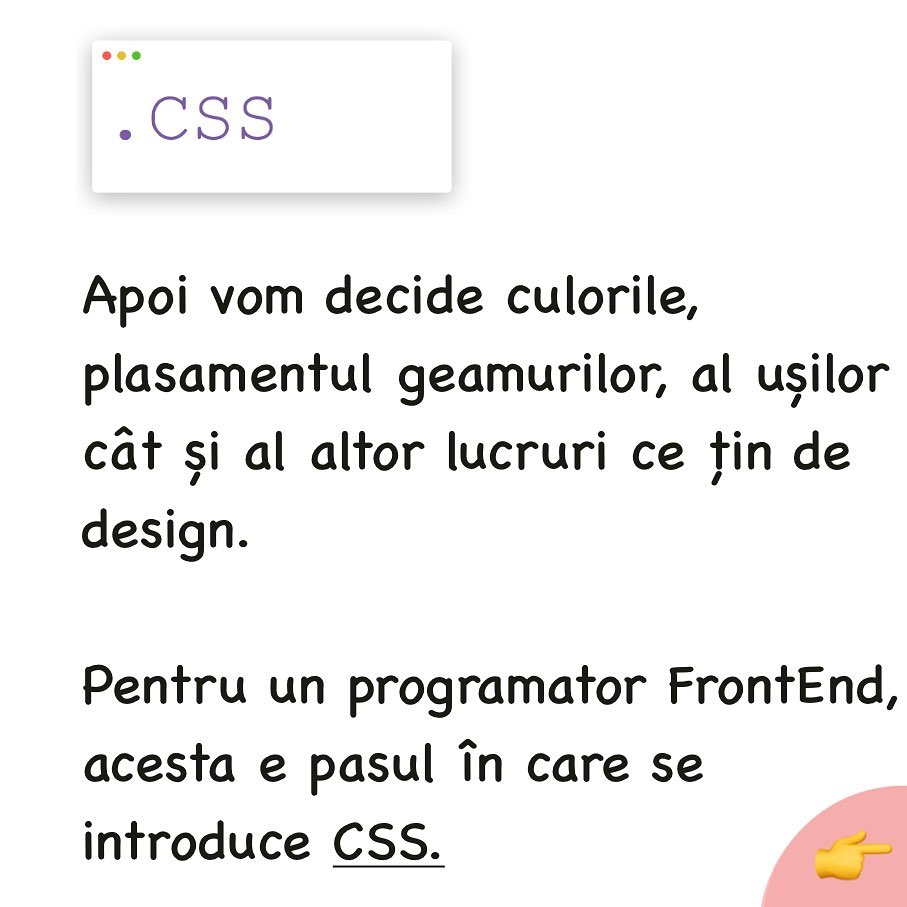 .CSS
Apoi vom decide culorile,
plasamentul geamurilor, al ușilor
cât și al altor lucruri ce țin de
design.
Pentru un programator FrontEnd,
acesta e pasul în care se
introduce CSS.